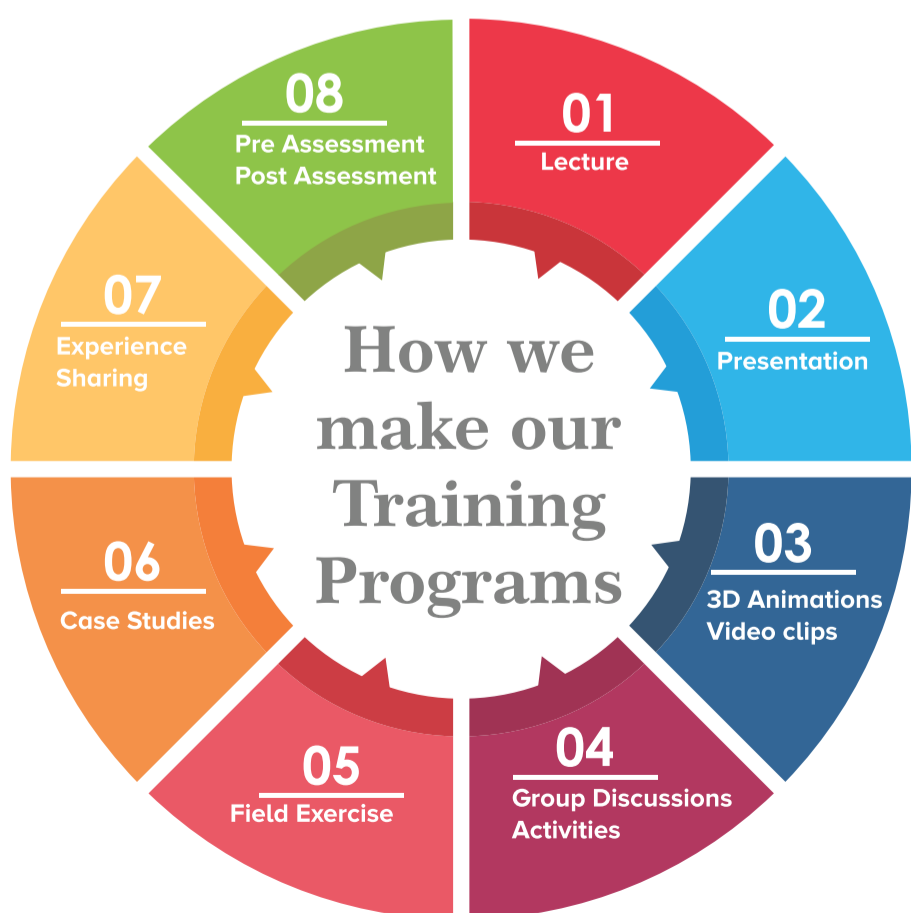 How we
make our
Training
Programs
01
Lecture
02
Presentation
03
3D Animations
Video clips
04
Group Discussions
Activities
05
Field Exercise
06
Case Studies
07
Experience
Sharing
08
Pre Assessment
Post Assessment